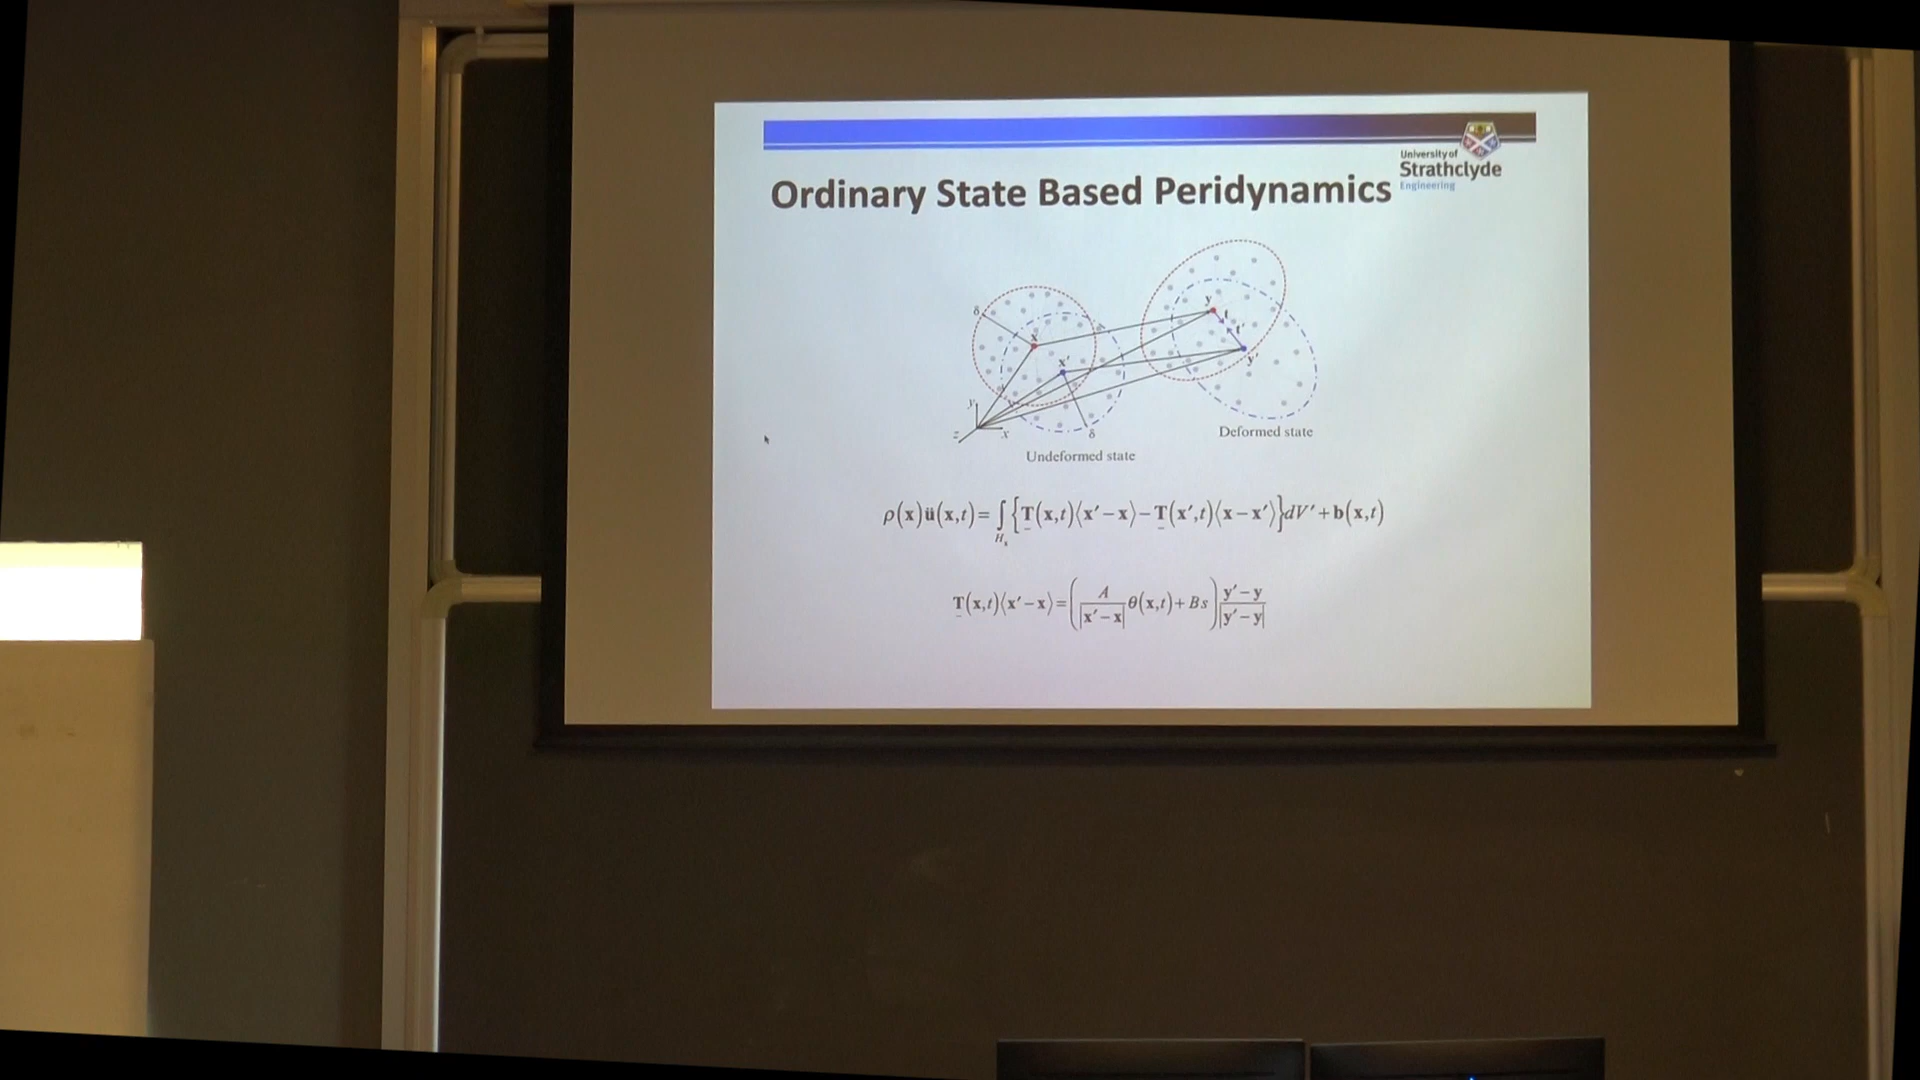 University of
Strathclyde
Engineering
Ordinary State Based Peridynamics
δ
x
x'
y
t
t'
y'
y
z
x
δ
Deformed state
Undeformed state
ρ(x)ü(x,t)=∫{T(x,t)⟨x'−x⟩−T(x',t)⟨x−x'⟩}dV'+b(x,t)
Hx
T(x,t)⟨x'−x⟩=(A/|x'−x| θ(x,t)+Bs) (y'−y)/|y'−y|